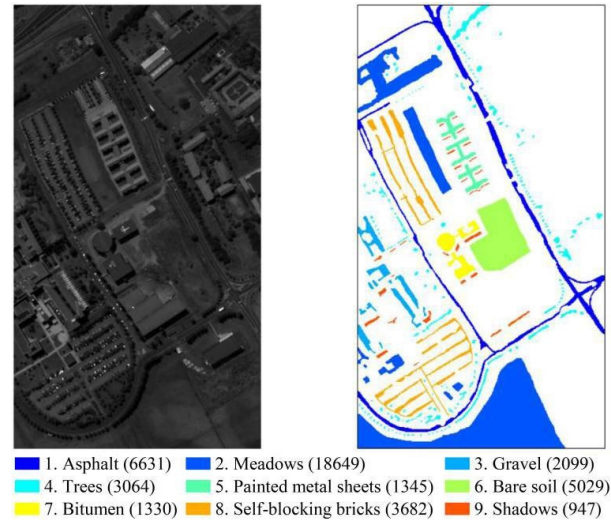 1. Asphalt (6631) 2. Meadows (18649) 3. Gravel (2099)
4. Trees (3064) 5. Painted metal sheets (1345) 6. Bare soil (5029)
7. Bitumen (1330) 8. Self-blocking bricks (3682) 9. Shadows (947)